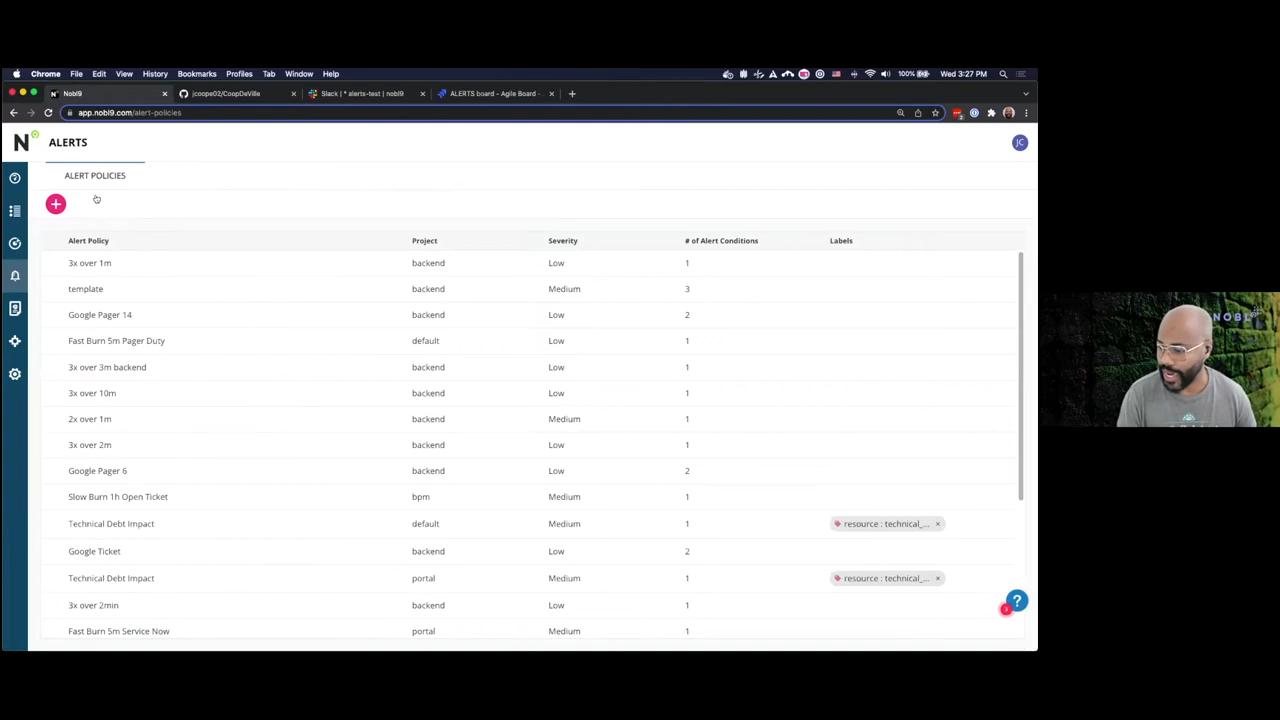 Chrome File Edit View History Bookmarks Profiles Tab Window Help 100% Wed 3:27 PM
Nobl9 × jcoope02/CoopDeVille × Slack | * alerts-test | nobl9 × ALERTS board - Agile Board - × +
app.nobl9.com/alert-policies
N ALERTS JC
ALERT POLICIES
+
Alert Policy Project Severity # of Alert Conditions Labels
3x over 1m backend Low 1
template backend Medium 3
Google Pager 14 backend Low 2
Fast Burn 5m Pager Duty default Low 1
3x over 3m backend backend Low 1
3x over 10m backend Low 1
2x over 1m backend Medium 1
3x over 2m backend Low 1
Google Pager 6 backend Low 2
Slow Burn 1h Open Ticket bpm Medium 1
Technical Debt Impact default Medium 1 resource : technical_... ×
Google Ticket backend Low 2
Technical Debt Impact portal Medium 1 resource : technical_... ×
3x over 2min backend Low 1
Fast Burn 5m Service Now portal Medium 1
?
3
NOBL